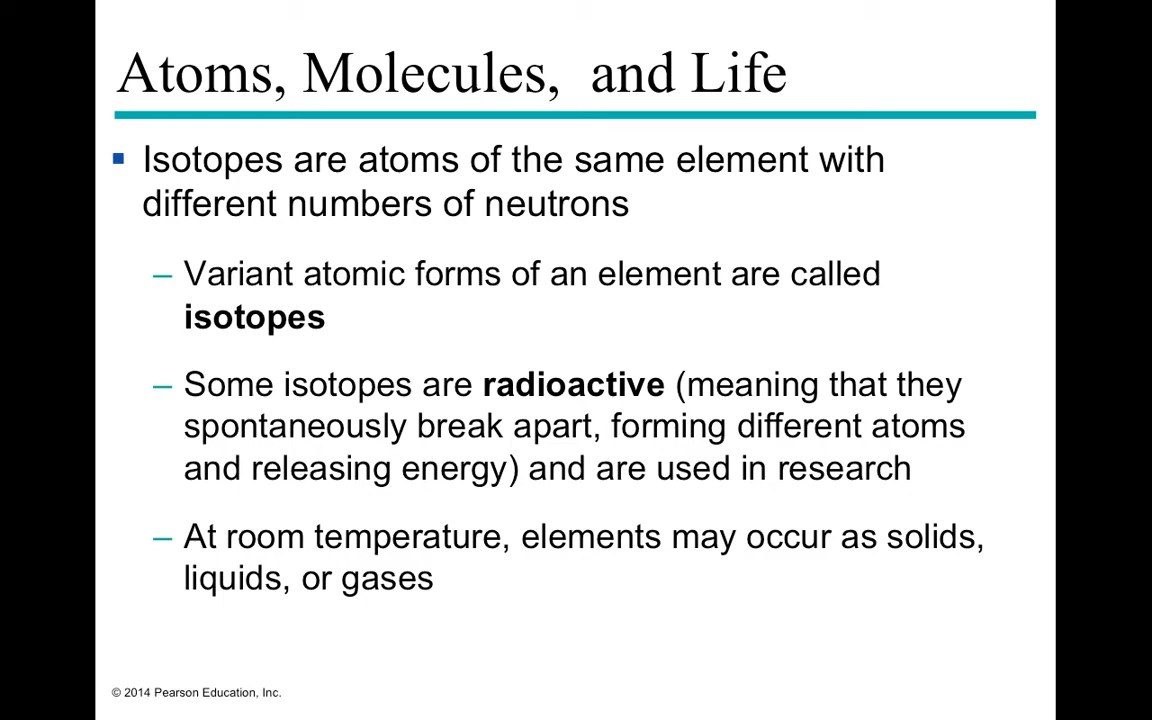 Atoms, Molecules,  and Life
▪ Isotopes are atoms of the same element with
different numbers of neutrons
– Variant atomic forms of an element are called
isotopes
– Some isotopes are radioactive (meaning that they
spontaneously break apart, forming different atoms
and releasing energy) and are used in research
– At room temperature, elements may occur as solids,
liquids, or gases
© 2014 Pearson Education, Inc.